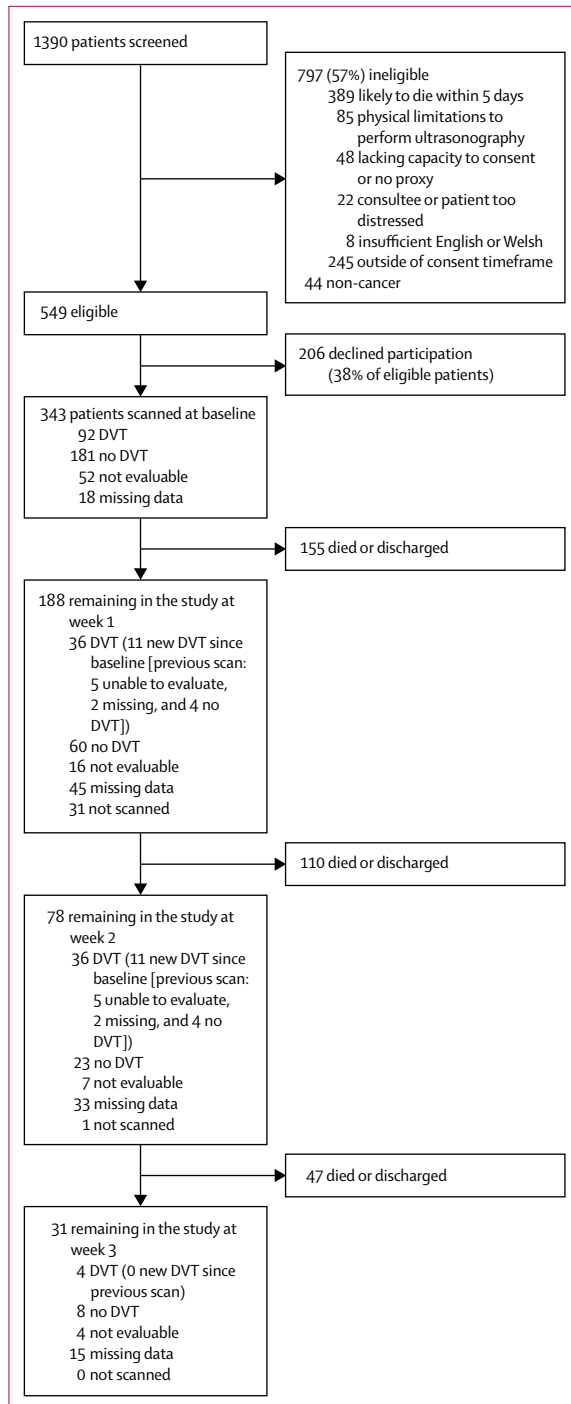 1390 patients screened
797 (57%) ineligible
389 likely to die within 5 days
85 physical limitations to
perform ultrasonography
48 lacking capacity to consent
or no proxy
22 consultee or patient too
distressed
8 insufficient English or Welsh
245 outside of consent timeframe
44 non-cancer
549 eligible
206 declined participation
(38% of eligible patients)
343 patients scanned at baseline
92 DVT
181 no DVT
52 not evaluable
18 missing data
155 died or discharged
188 remaining in the study at
week 1
36 DVT (11 new DVT since
baseline [previous scan:
5 unable to evaluate,
2 missing, and 4 no
DVT])
60 no DVT
16 not evaluable
45 missing data
31 not scanned
110 died or discharged
78 remaining in the study at
week 2
36 DVT (11 new DVT since
baseline [previous scan:
5 unable to evaluate,
2 missing, and 4 no
DVT])
23 no DVT
7 not evaluable
33 missing data
1 not scanned
47 died or discharged
31 remaining in the study at
week 3
4 DVT (0 new DVT since
previous scan)
8 no DVT
4 not evaluable
15 missing data
0 not scanned